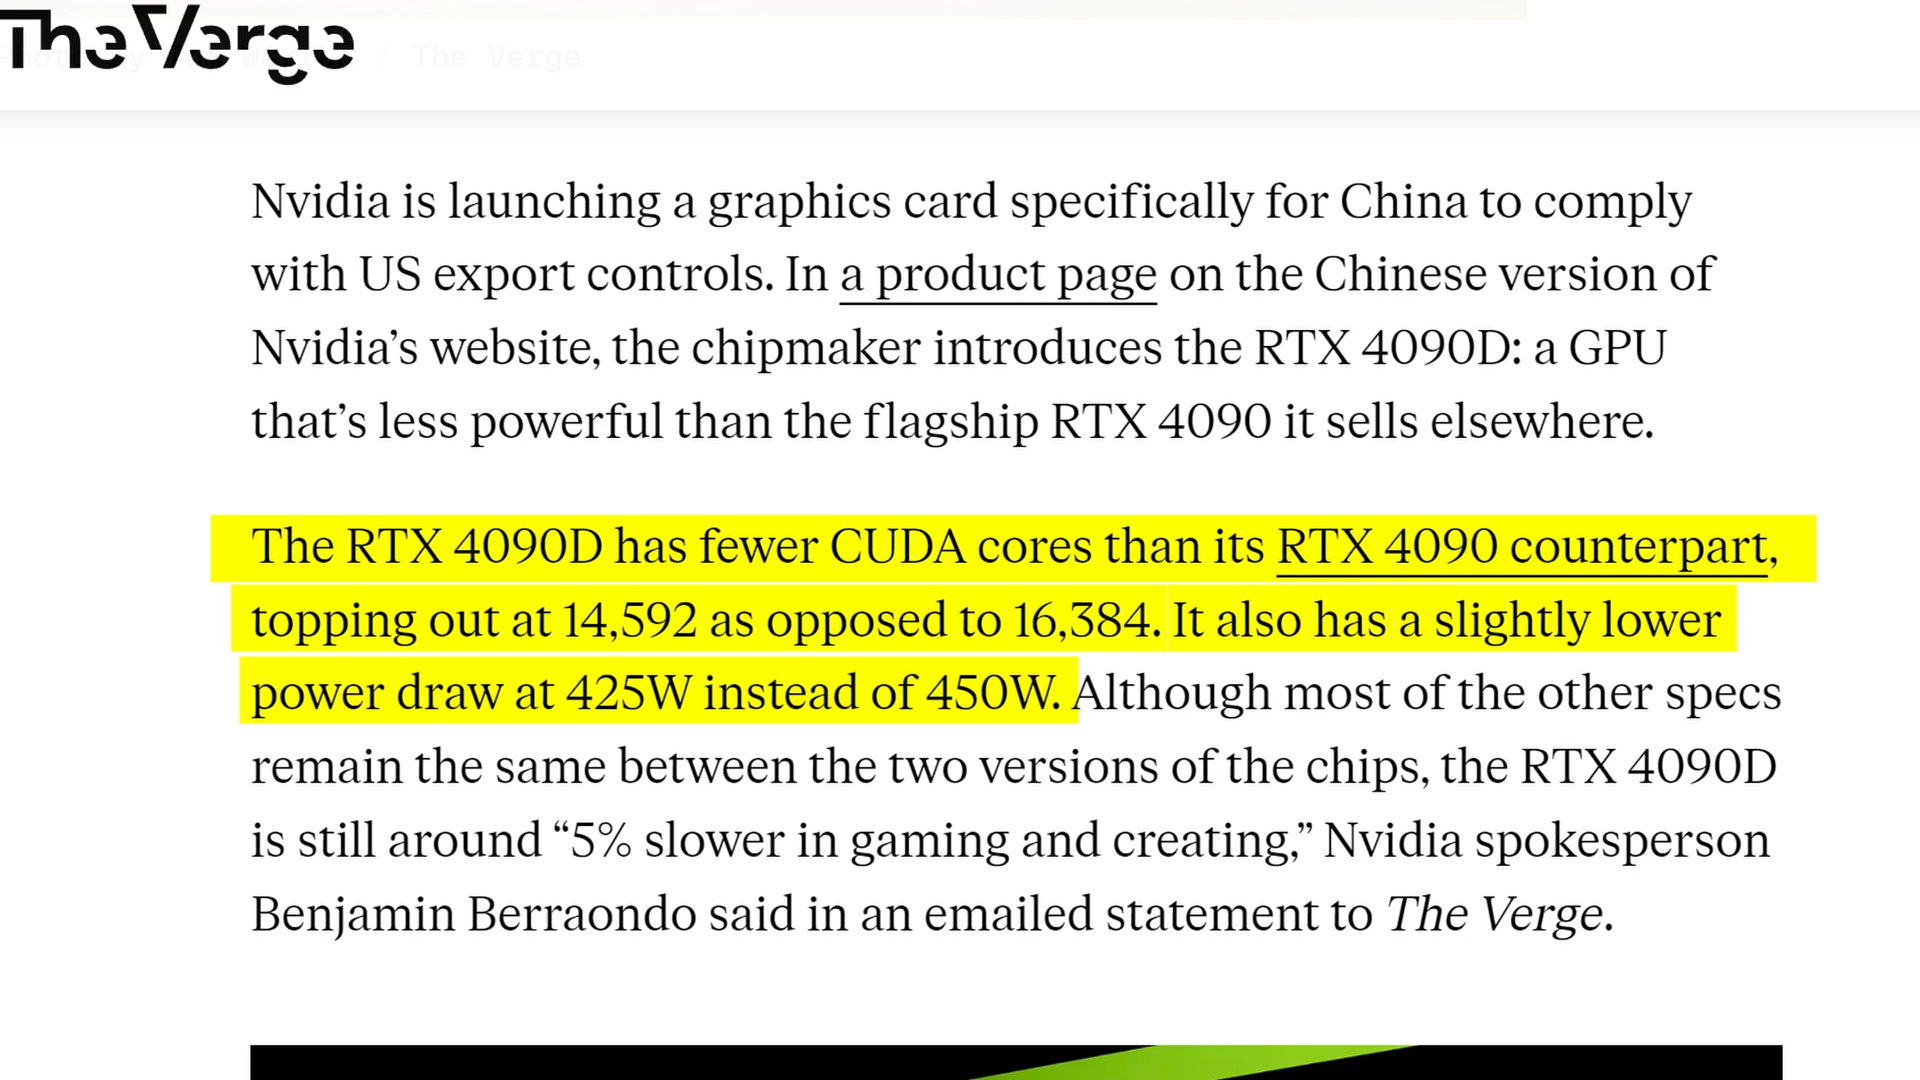 The Verge
/ The Verge
Nvidia is launching a graphics card specifically for China to comply
with US export controls. In a product page on the Chinese version of
Nvidia’s website, the chipmaker introduces the RTX 4090D: a GPU
that’s less powerful than the flagship RTX 4090 it sells elsewhere.
The RTX 4090D has fewer CUDA cores than its RTX 4090 counterpart,
topping out at 14,592 as opposed to 16,384. It also has a slightly lower
power draw at 425W instead of 450W. Although most of the other specs
remain the same between the two versions of the chips, the RTX 4090D
is still around “5% slower in gaming and creating,” Nvidia spokesperson
Benjamin Berraondo said in an emailed statement to The Verge.